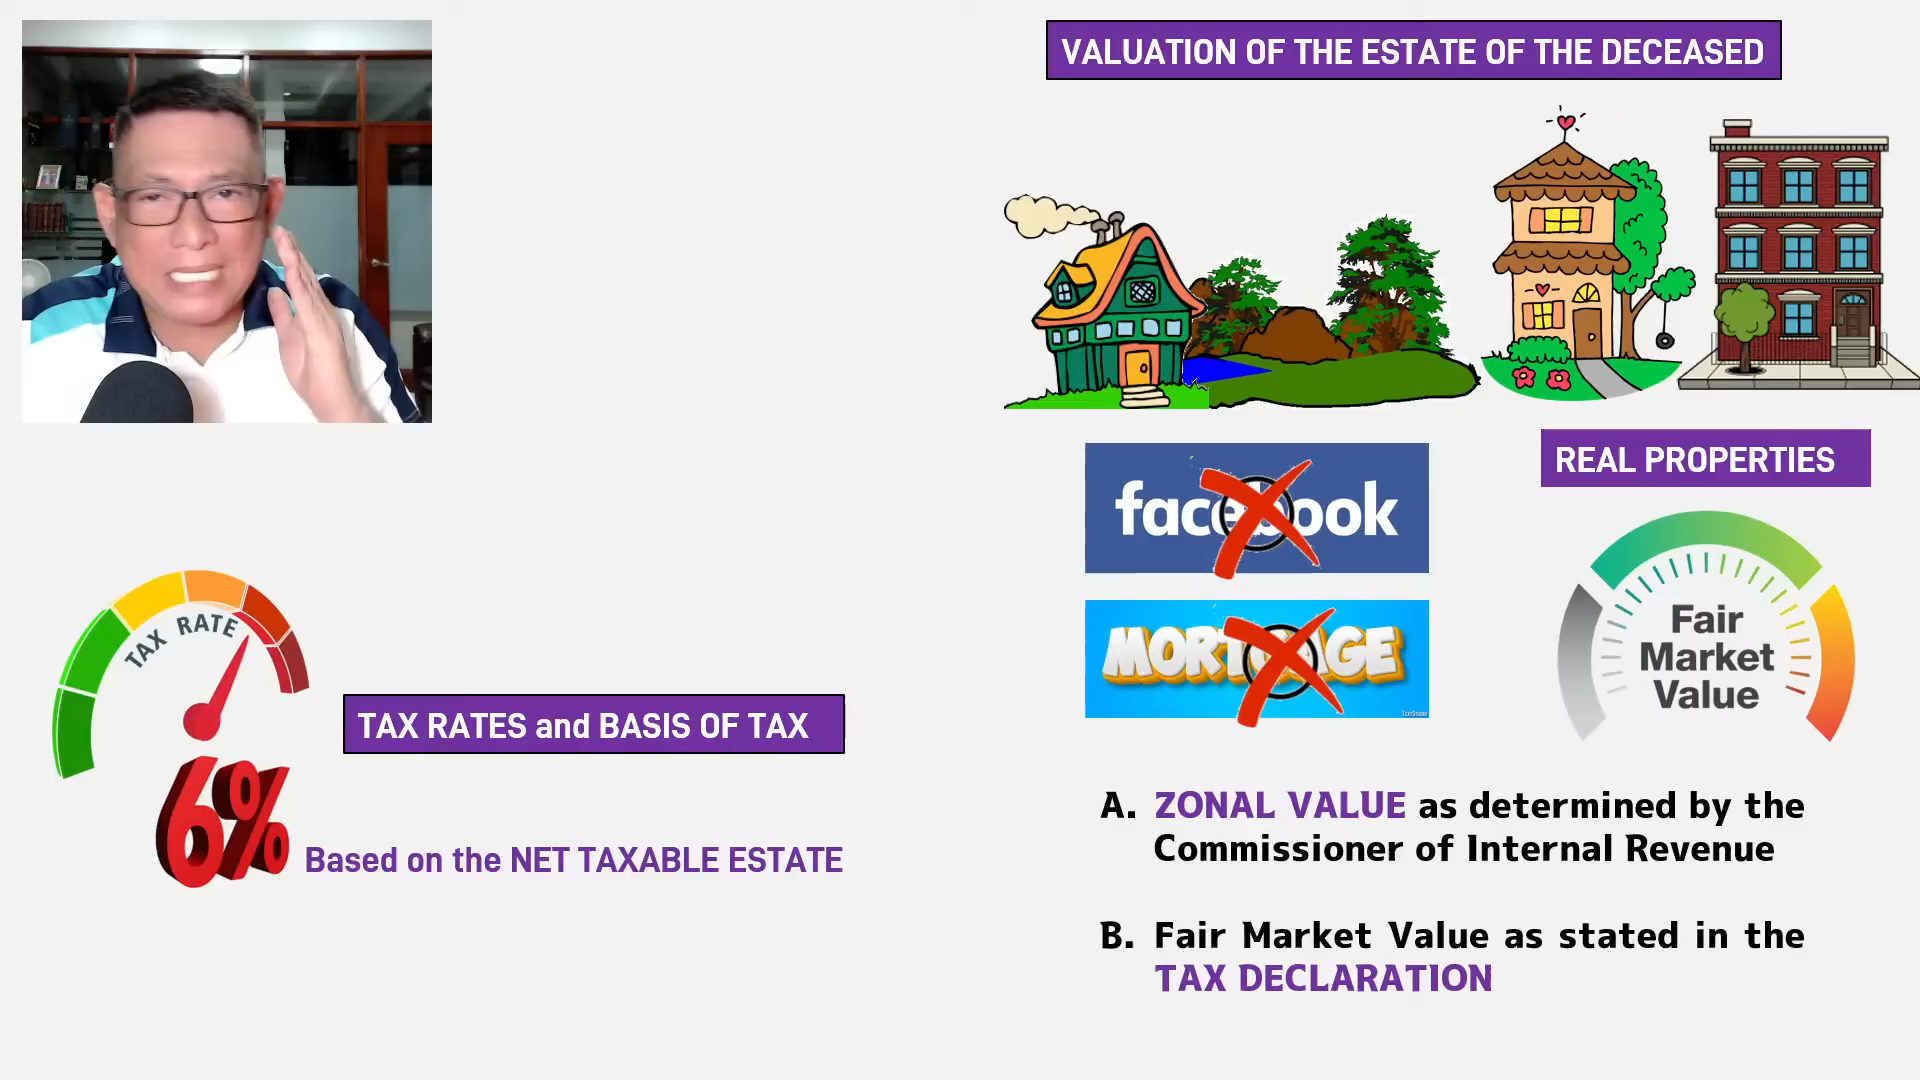 VALUATION OF THE ESTATE OF THE DECEASED
facebook
REAL PROPERTIES
MORTGAGE
Fair
Market
Value
TAX RATE
TAX RATES and BASIS OF TAX
6%
Based on the NET TAXABLE ESTATE
A. ZONAL VALUE as determined by the
Commissioner of Internal Revenue
B. Fair Market Value as stated in the
TAX DECLARATION